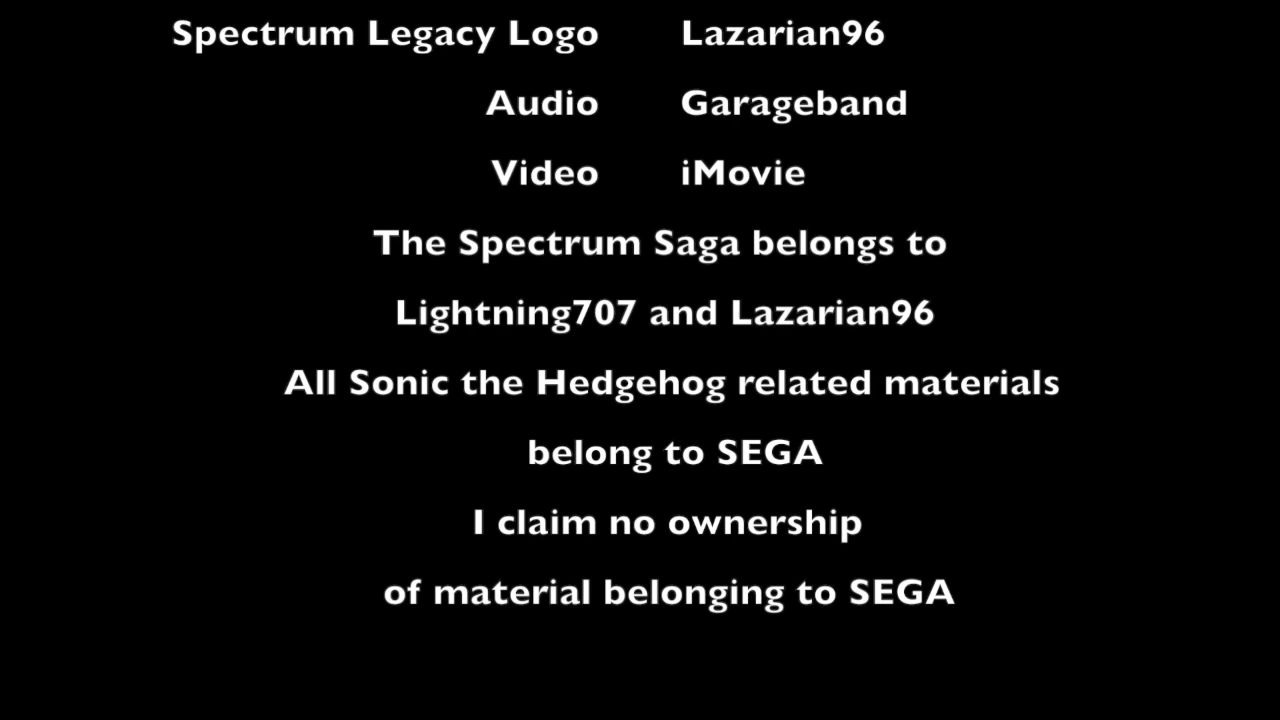 Spectrum Legacy Logo Lazarian96
Audio Garageband
Video iMovie
The Spectrum Saga belongs to
Lightning707 and Lazarian96
All Sonic the Hedgehog related materials
belong to SEGA
I claim no ownership
of material belonging to SEGA